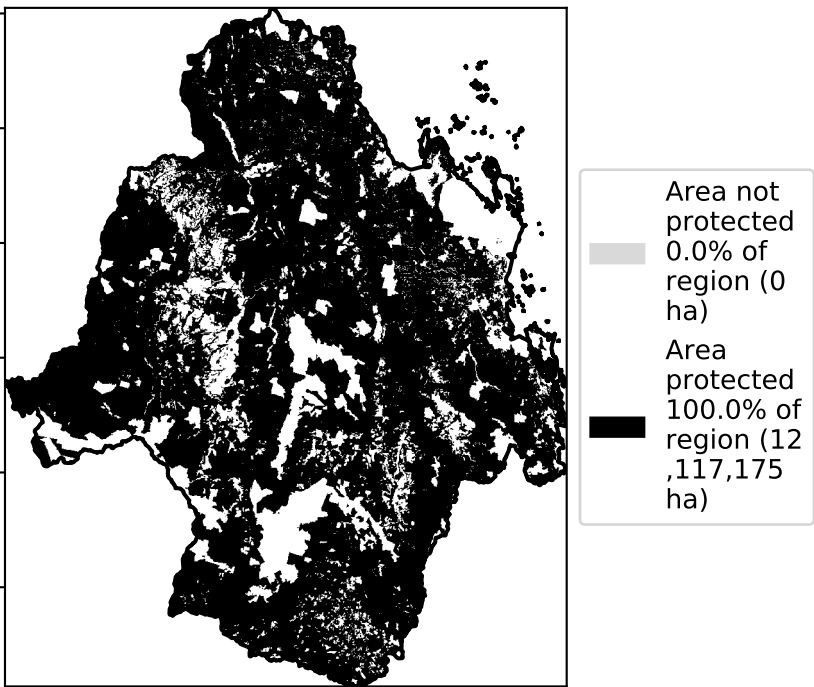 Area not
protected
0.0% of
region (0
ha)
Area
protected
100.0% of
region (12
,117,175
ha)